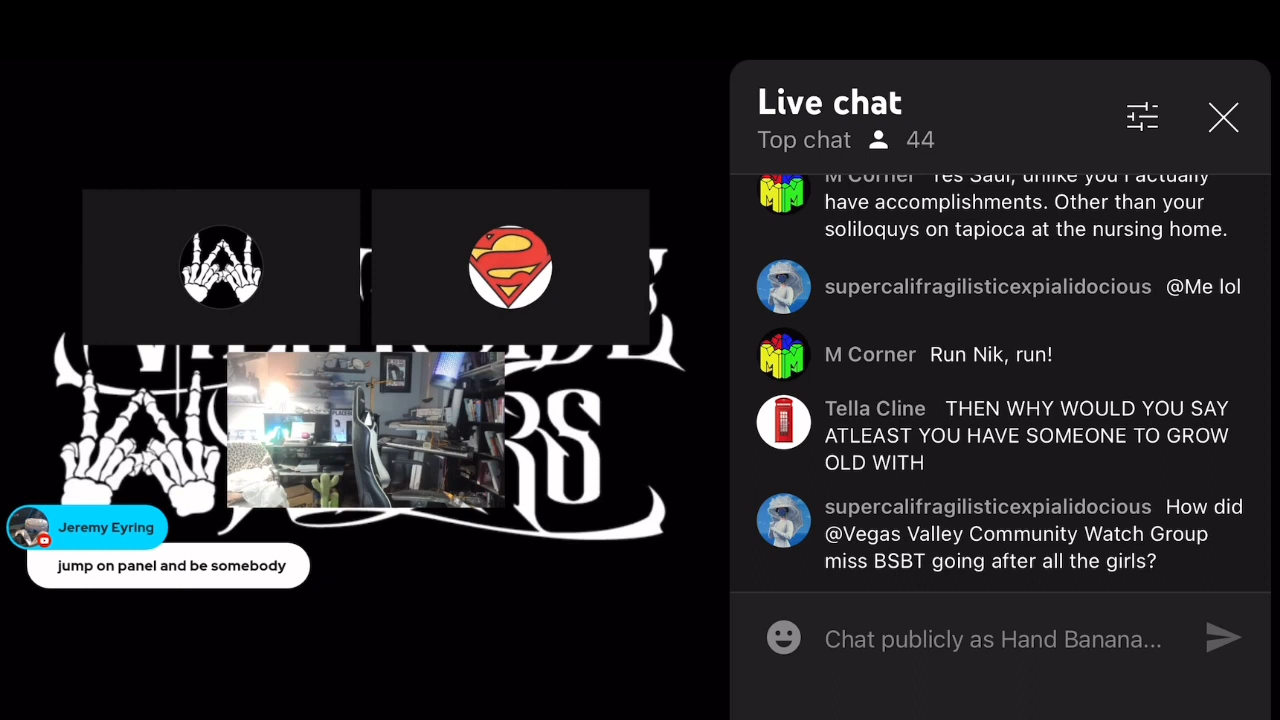 Live chat
Top chat 44
M Corner Yes Saul, unlike you I actually
have accomplishments. Other than your
soliloquys on tapioca at the nursing home.
supercalifragilisticexpialidocious @Me lol
M Corner Run Nik, run!
Tella Cline THEN WHY WOULD YOU SAY
ATLEAST YOU HAVE SOMEONE TO GROW
OLD WITH
supercalifragilisticexpialidocious How did
@Vegas Valley Community Watch Group
miss BSBT going after all the girls?
Chat publicly as Hand Banana...
Jeremy Eyring
jump on panel and be somebody